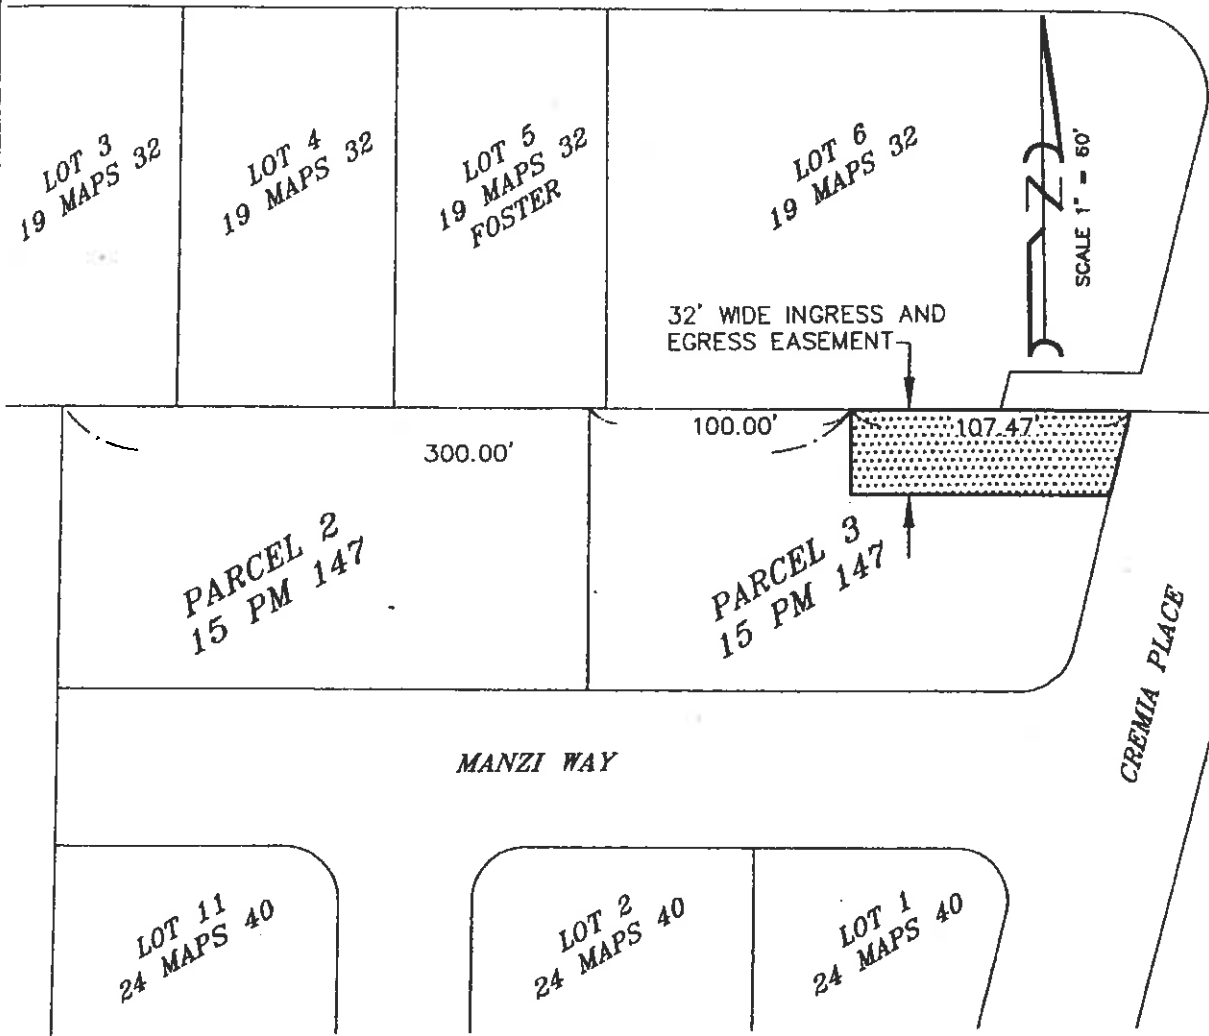 LOT 3
19 MAPS 32
LOT 4
19 MAPS 32
LOT 5
19 MAPS 32
FOSTER
LOT 6
19 MAPS 32
N
SCALE 1" = 60'
32' WIDE INGRESS AND
EGRESS EASEMENT
300.00'
100.00'
107.47'
PARCEL 2
15 PM 147
PARCEL 3
15 PM 147
CREMIA PLACE
MANZI WAY
LOT 11
24 MAPS 40
LOT 2
24 MAPS 40
LOT 1
24 MAPS 40